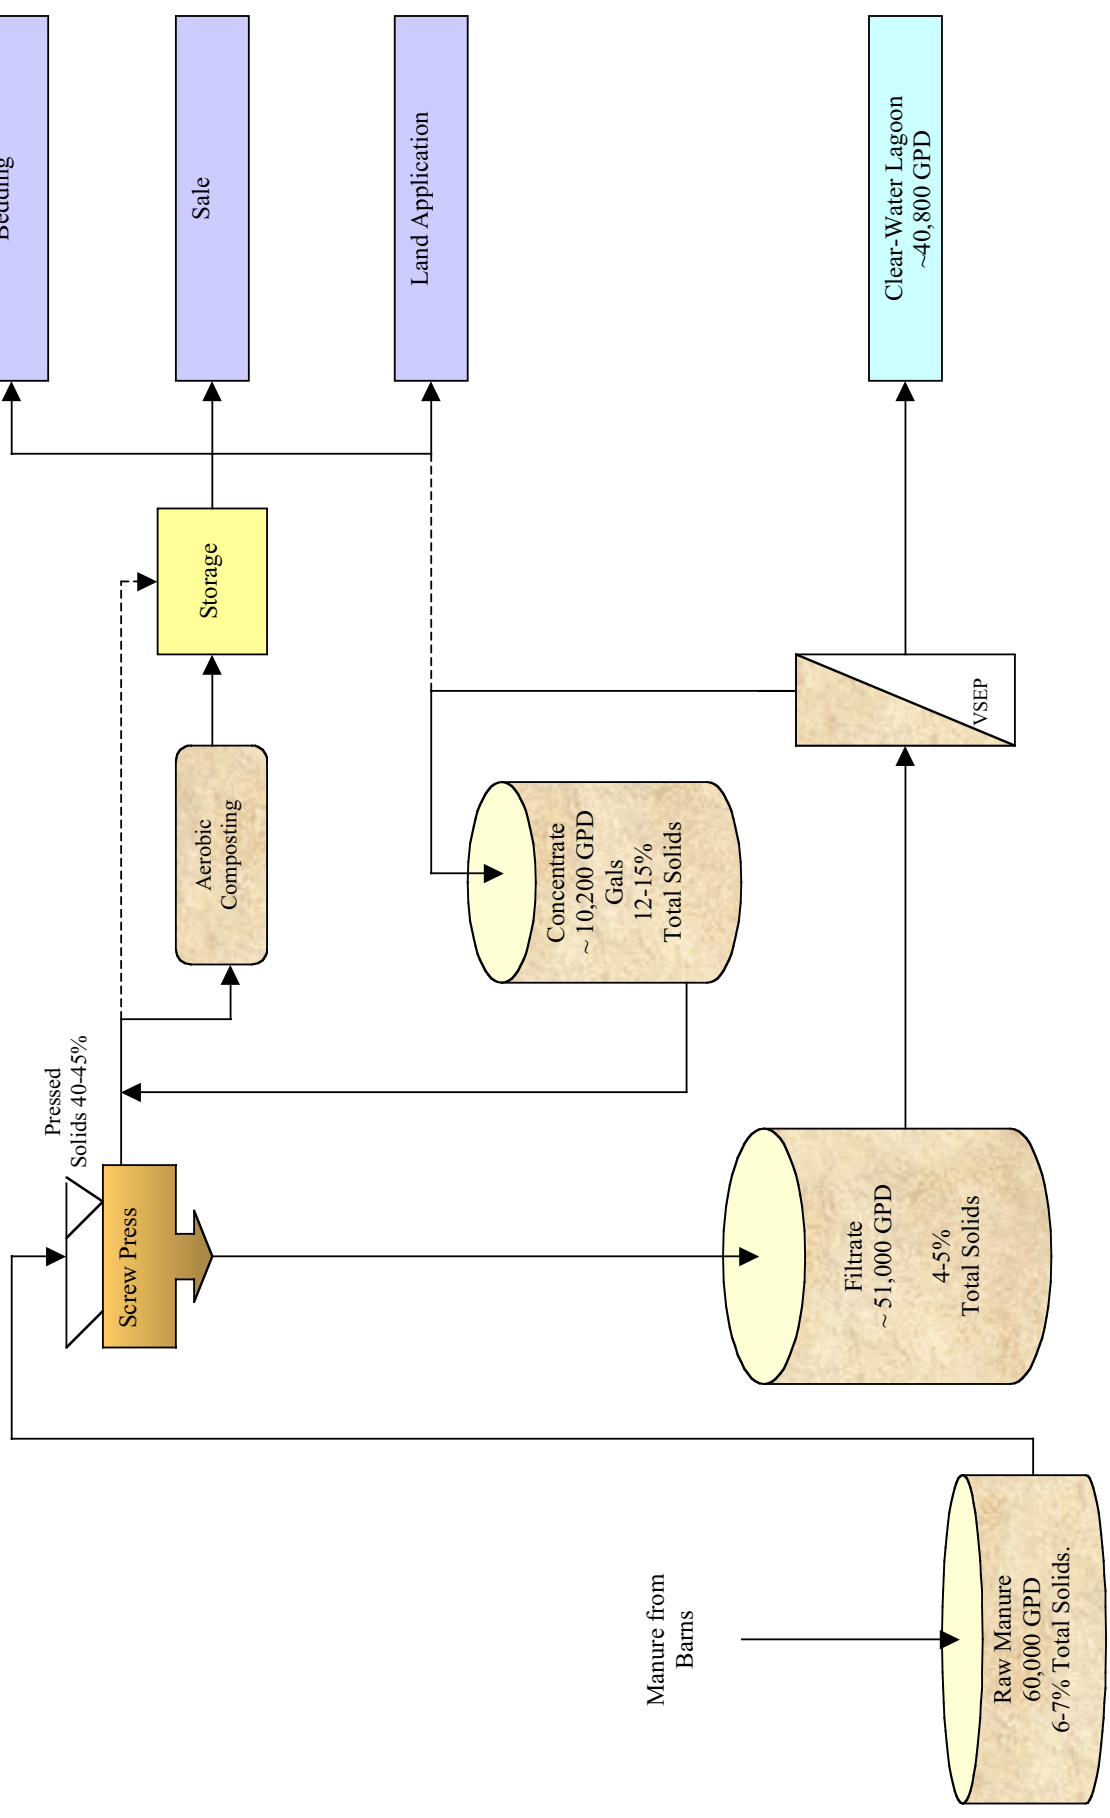 Bedding
Sale
Land Application
Clear-Water Lagoon
~40,800 GPD
Storage
VSEP
Aerobic
Composting
Concentrate
~ 10,200 GPD
Gals
12-15%
Total Solids
Pressed
Solids 40-45%
Screw Press
Filtrate
~ 51,000 GPD
4-5%
Total Solids
Manure from
Barns
Raw Manure
60,000 GPD
6-7% Total Solids.